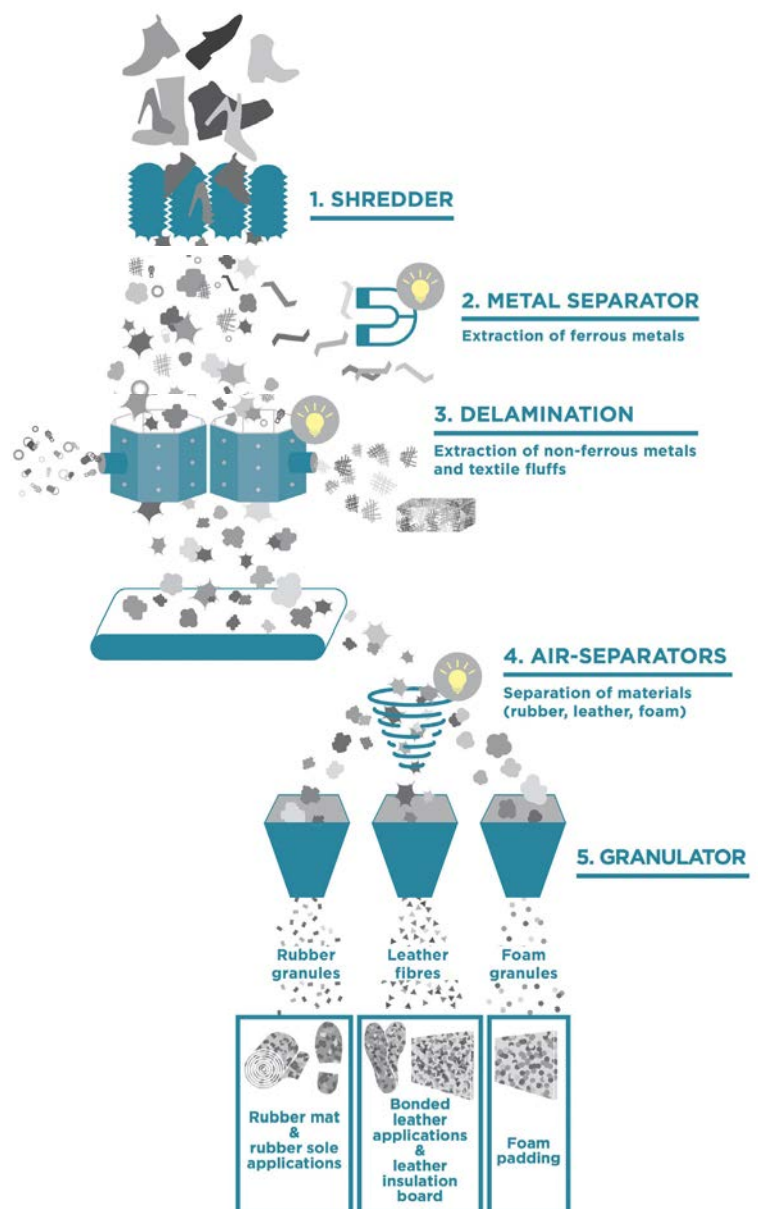 1. SHREDDER
2. METAL SEPARATOR
Extraction of ferrous metals
3. DELAMINATION
Extraction of non-ferrous metals
and textile fluffs
4. AIR-SEPARATORS
Separation of materials
(rubber, leather, foam)
5. GRANULATOR
Rubber
granules
Leather
fibres
Foam
granules
Rubber mat
&
rubber sole
applications
Bonded
leather
applications
&
leather
insulation
board
Foam
padding